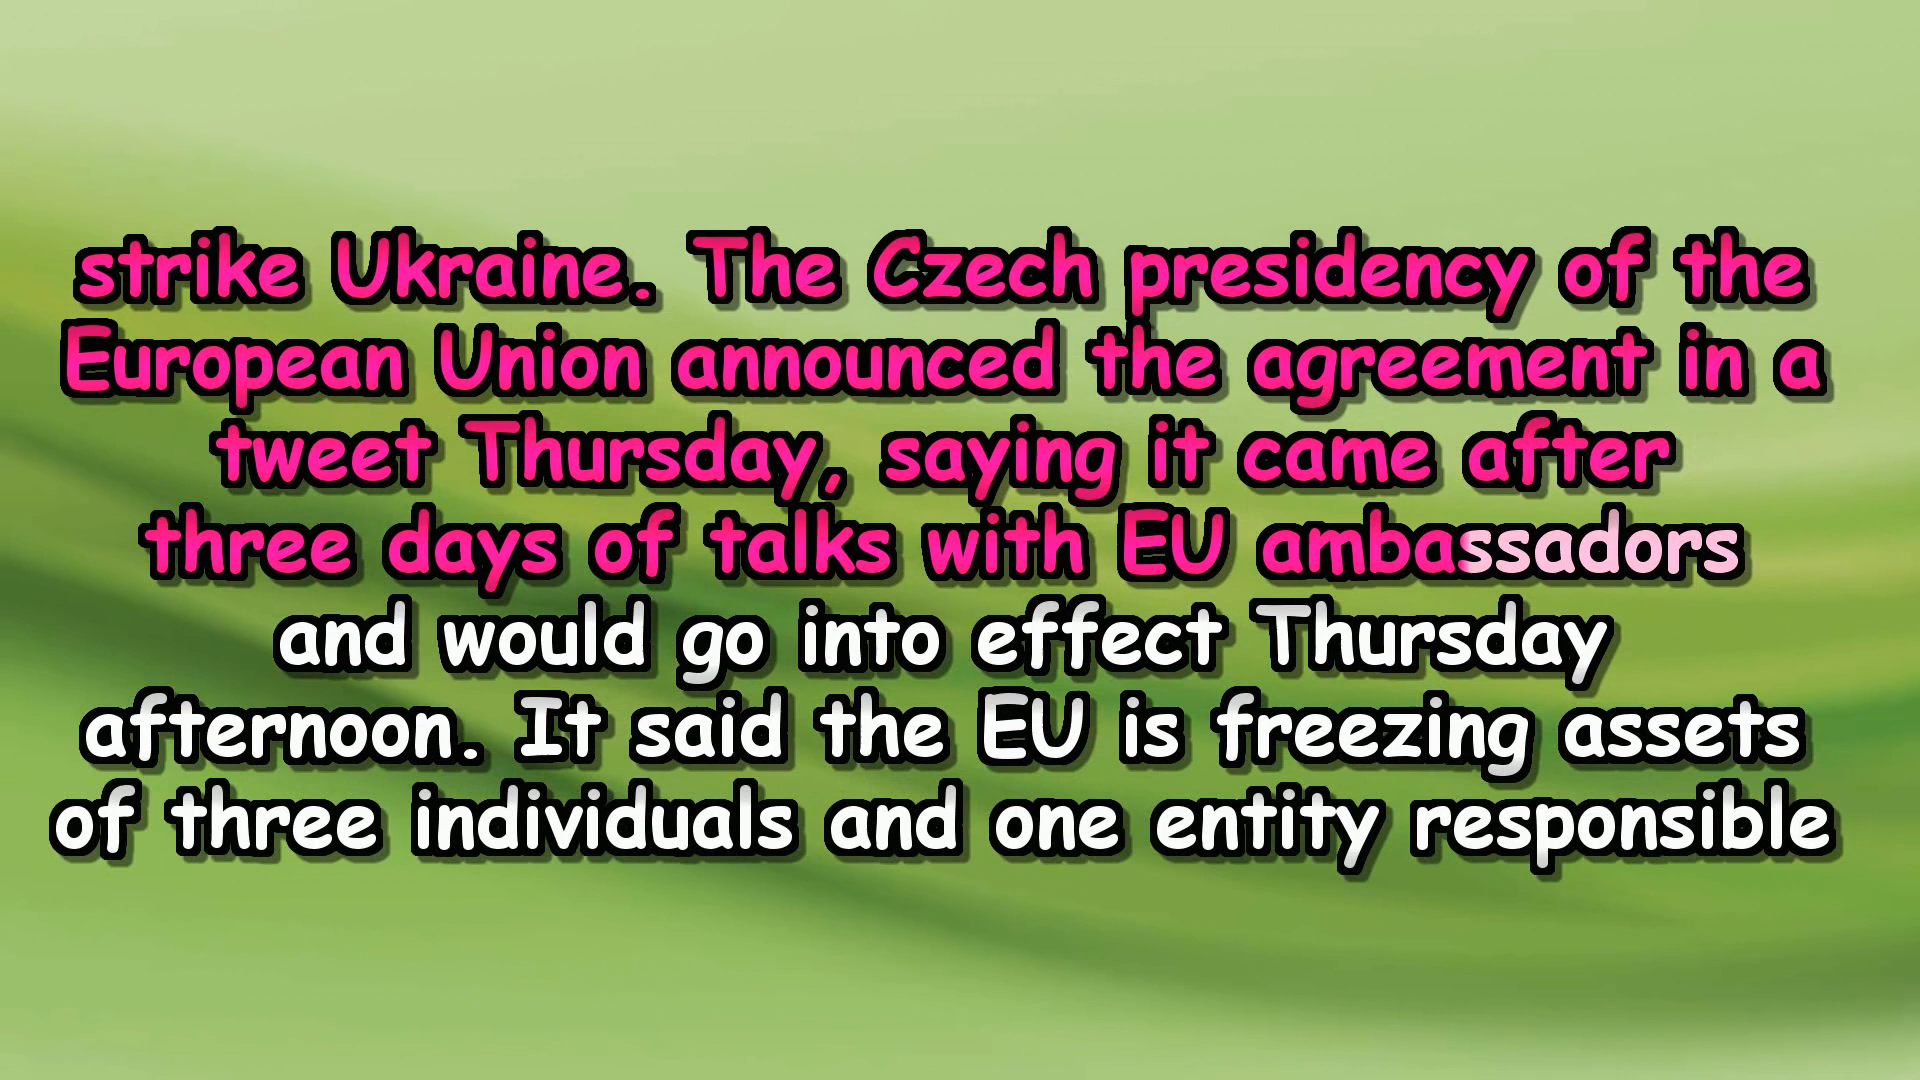 strike Ukraine. The Czech presidency of the
European Union announced the agreement in a
tweet Thursday, saying it came after
three days of talks with EU ambassadors
and would go into effect Thursday
afternoon. It said the EU is freezing assets
of three individuals and one entity responsible